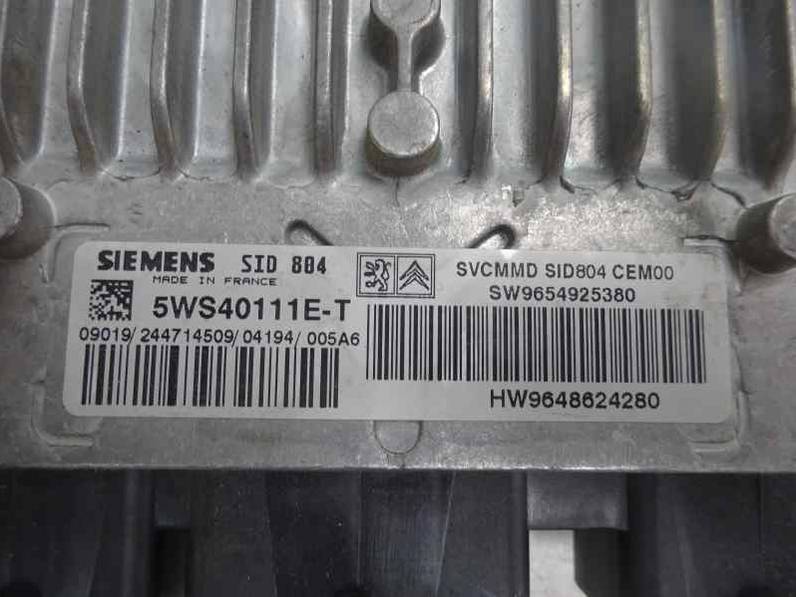 SIEMENS SID 804
MADE IN FRANCE
5WS40111E-T
09019/244714509/04194/005A6
SVCMMD SID804 CEM00
SW9654925380
HW9648624280